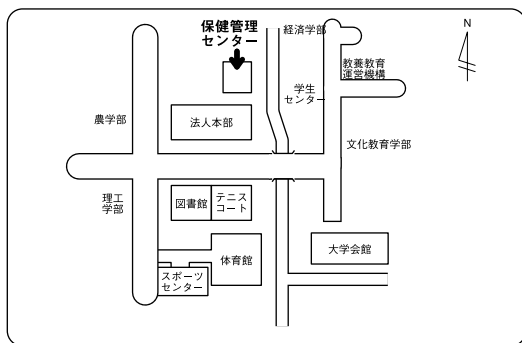 保健管理
センター
経済学部
N
教養教育
運営機構
学生
センター
農学部
法人本部
文化教育学部
理工
学部
図書館
テニス
コート
体育館
大学会館
スポーツ
センター